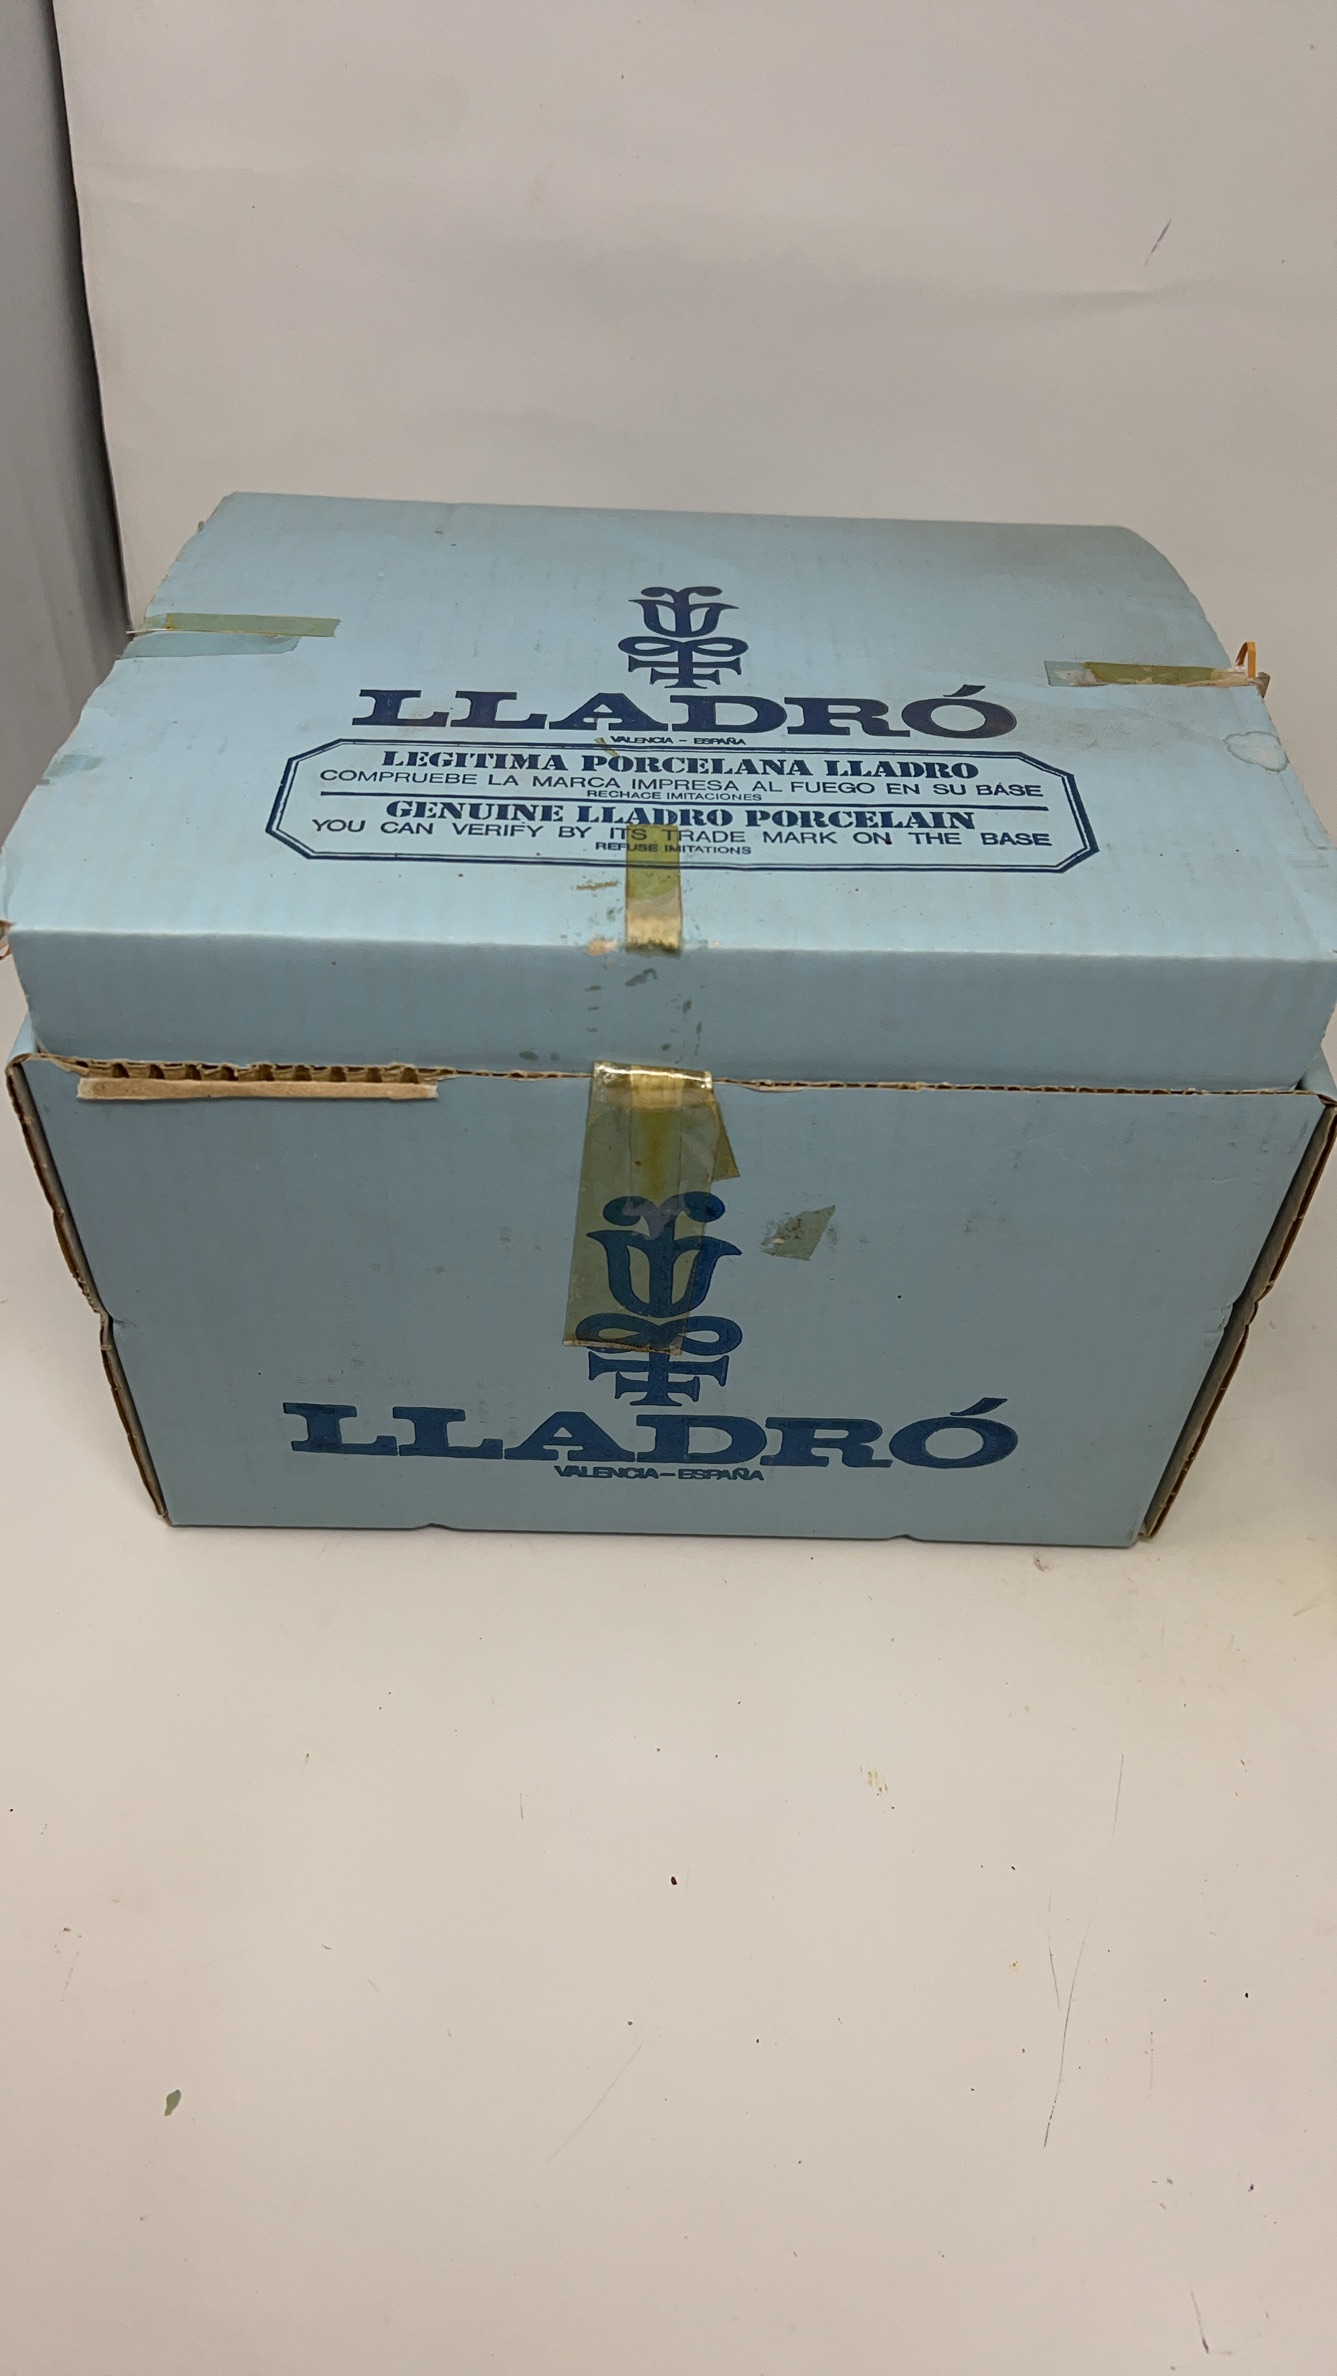 LLADRÓ
VALENCIA - ESPAÑA
LEGITIMA PORCELANA LLADRO
COMPRUEBE LA MARCA IMPRESA AL FUEGO EN SU BASE
RECHACE IMITACIONES
GENUINE LLADRO PORCELAIN
YOU CAN VERIFY BY ITS TRADE MARK ON THE BASE
REFUSE IMITATIONS
LLADRÓ
VALENCIA-ESPAÑA